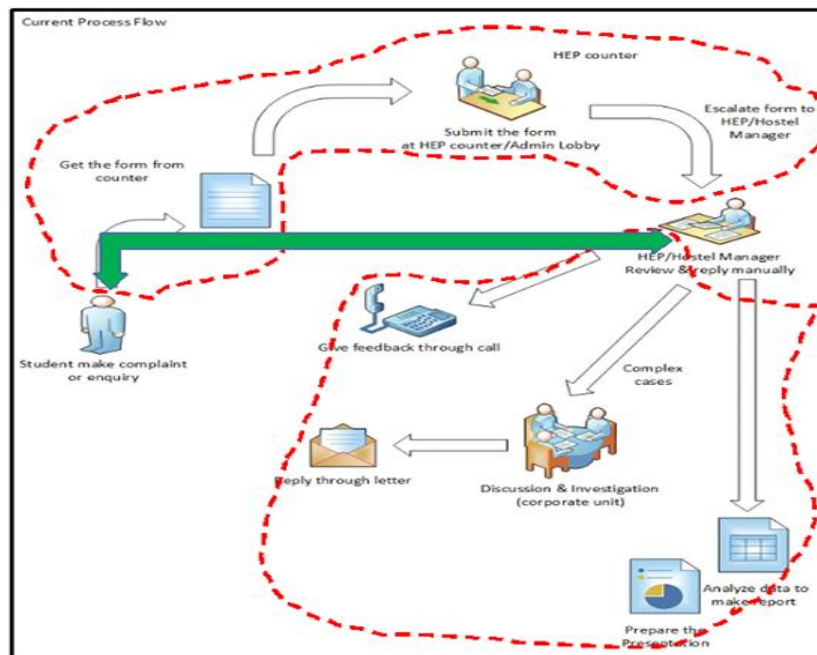 Current Process Flow
HEP counter
Escalate form to
HEP/Hostel
Manager
Submit the form
at HEP counter/Admin Lobby
Get the form from
counter
HEP/Hostel Manager
Review & reply manually
Student make complaint
or enquiry
Give feedback through call
Complex
cases
Reply through letter
Discussion & Investigation
(corporate unit)
Analyze data to
make report
Prepare the
Presentation